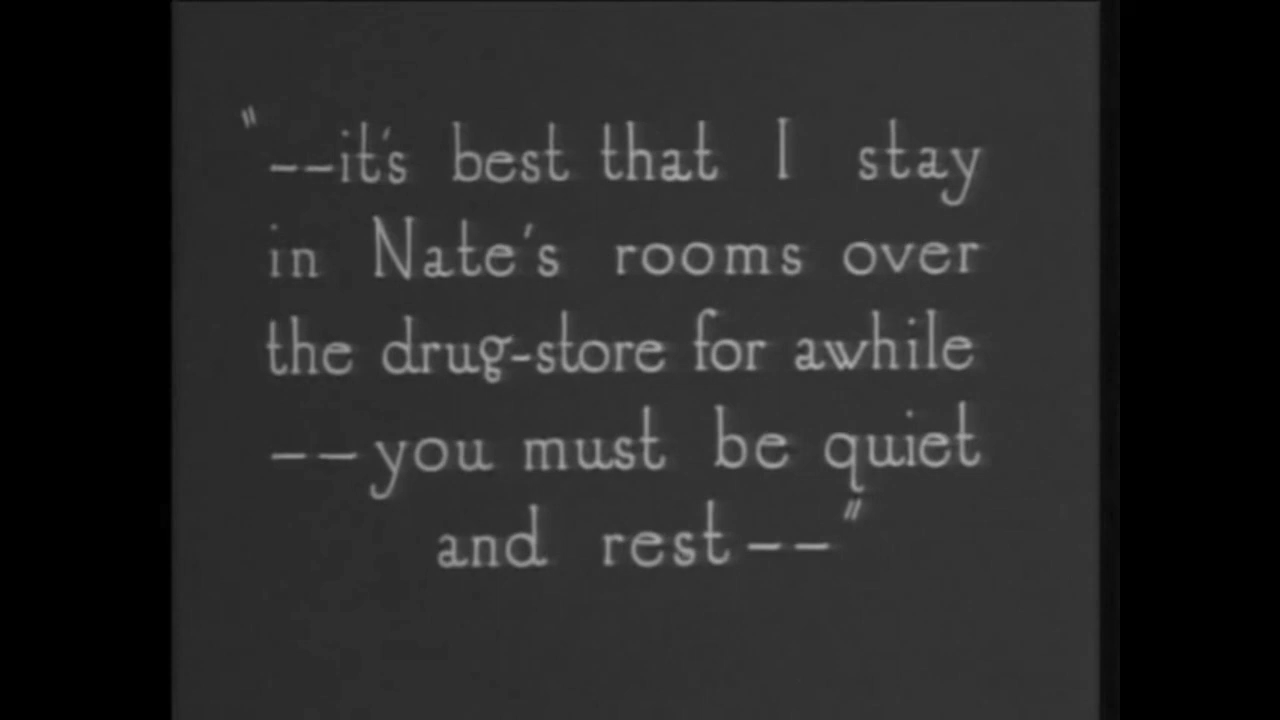 "--it's best that I stay
in Nate's rooms over
the drug-store for awhile
--you must be quiet
and rest--"